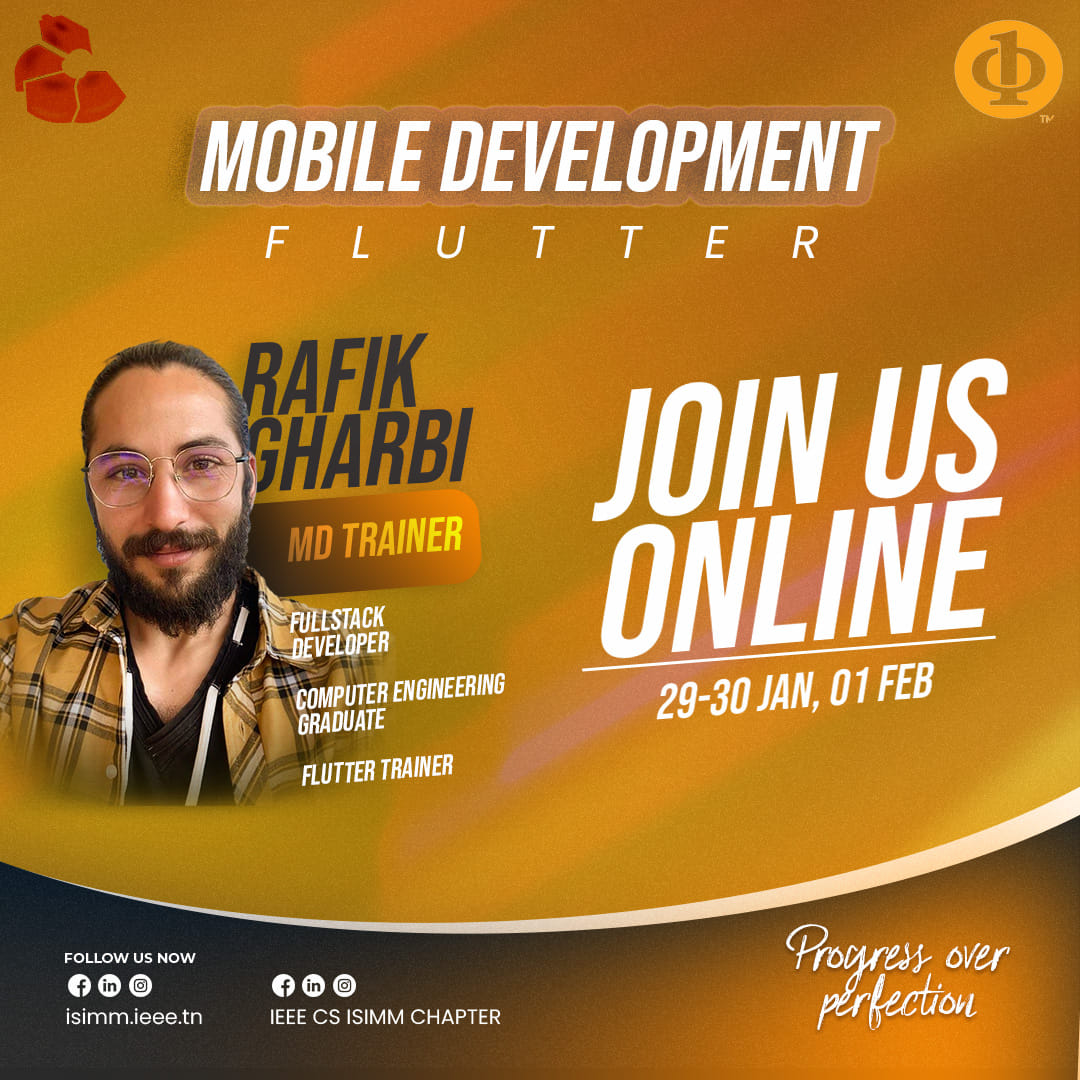 TM
MOBILE DEVELOPMENT
FLUTTER
RAFIK
GHARBI
MD TRAINER
FULLSTACK
DEVELOPER
COMPUTER ENGINEERING
GRADUATE
FLUTTER TRAINER
JOIN US
ONLINE
29-30 JAN, 01 FEB
FOLLOW US NOW
isimm.ieee.tn
IEEE CS ISIMM CHAPTER
Progress over
perfection